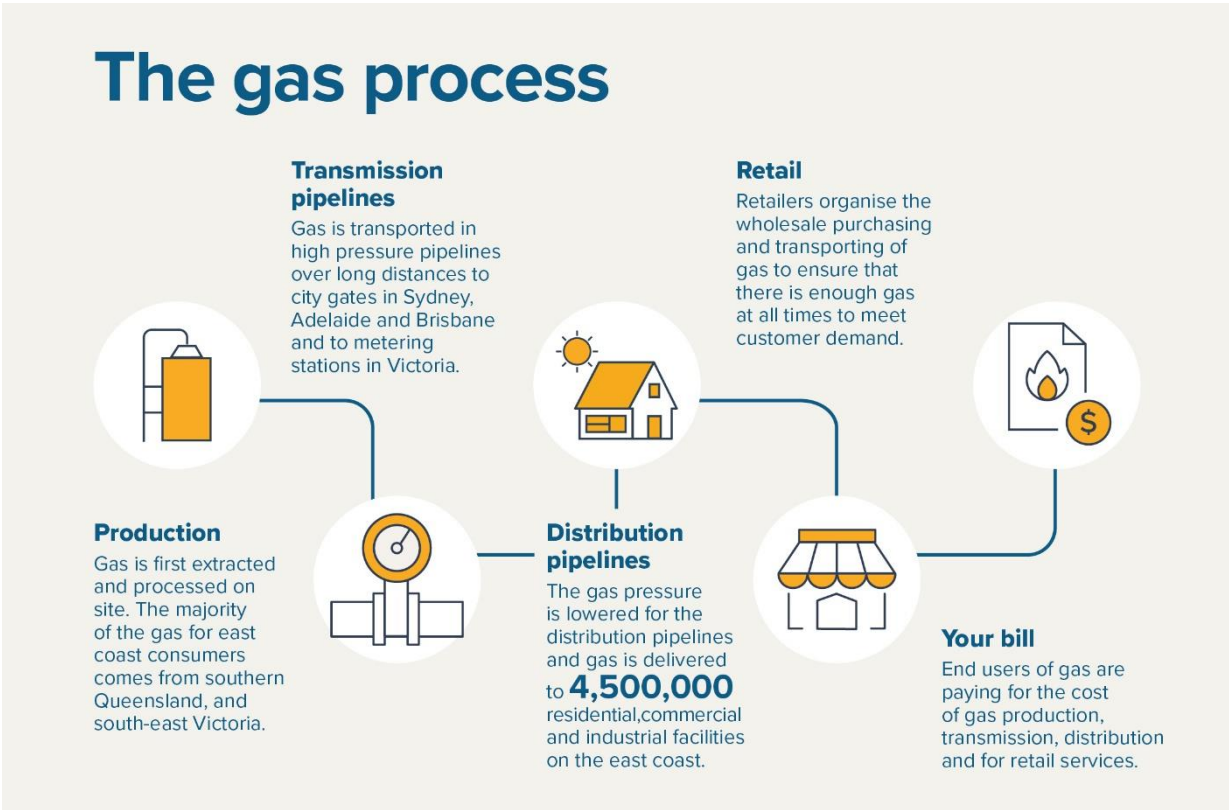 The gas process
Production
Gas is first extracted
and processed on
site. The majority
of the gas for east
coast consumers
comes from southern
Queensland, and
south-east Victoria.
Transmission
pipelines
Gas is transported in
high pressure pipelines
over long distances to
city gates in Sydney,
Adelaide and Brisbane
and to metering
stations in Victoria.
Distribution
pipelines
The gas pressure
is lowered for the
distribution pipelines
and gas is delivered
to 4,500,000
residential,commercial
and industrial facilities
on the east coast.
Retail
Retailers organise the
wholesale purchasing
and transporting of
gas to ensure that
there is enough gas
at all times to meet
customer demand.
$
Your bill
End users of gas are
paying for the cost
of gas production,
transmission, distribution
and for retail services.